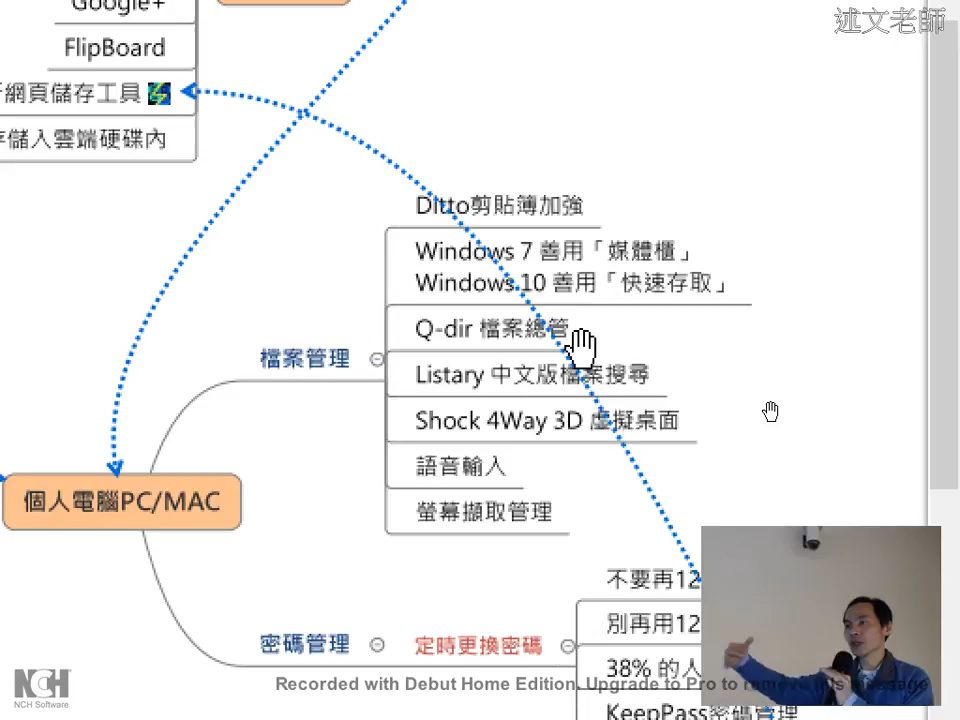 述文老師
Google+
FlipBoard
網頁儲存工具
儲入雲端硬碟內
Ditto剪貼簿加強
Windows 7 善用「媒體櫃」
Windows 10 善用「快速存取」
Q-dir 檔案總管
檔案管理
Listary 中文版檔案搜尋
Shock 4Way 3D 虛擬桌面
語音輸入
個人電腦PC/MAC
螢幕擷取管理
不要再12
別再用12
密碼管理
定時更換密碼
38% 的人
KeepPass密碼管理
NCH
NCH Software
Recorded with Debut Home Edition. Upgrade to Pro to remove this message